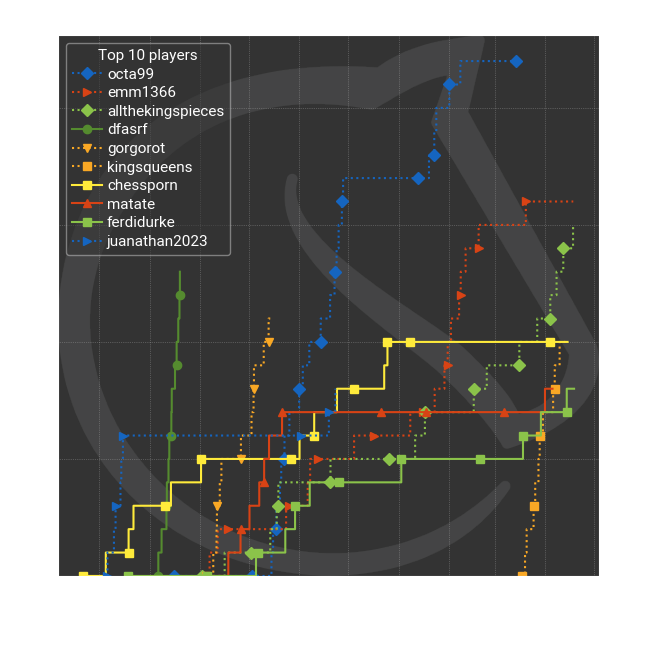 Top 10 players
octa99
emm1366
allthekingspieces
dfasrf
gorgorot
kingsqueens
chessporn
matate
ferdidurke
juanathan2023